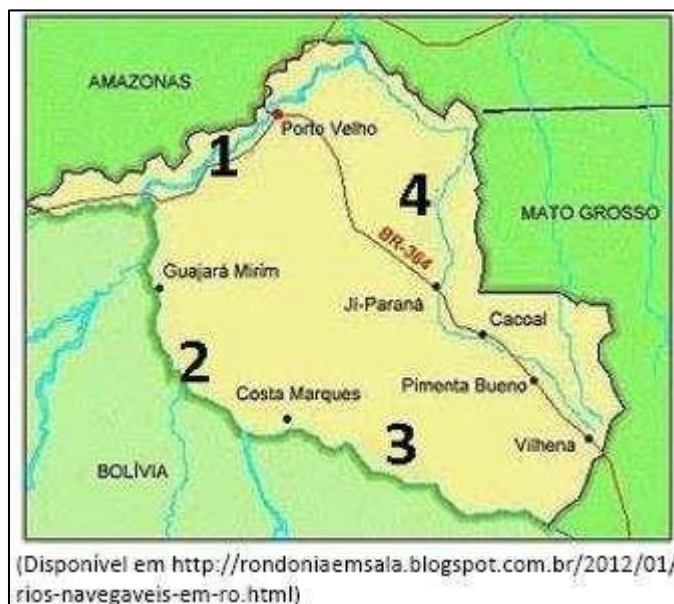 AMAZONAS
Porto Velho
1
4
MATO GROSSO
BR-364
Guajará Mirim
Jí-Paraná
Cacoal
2
Pimenta Bueno
Costa Marques
3
Vilhena
BOLÍVIA
(Disponível em http://rondoniaemsala.blogspot.com.br/2012/01/
rios-navegaveis-em-ro.html)